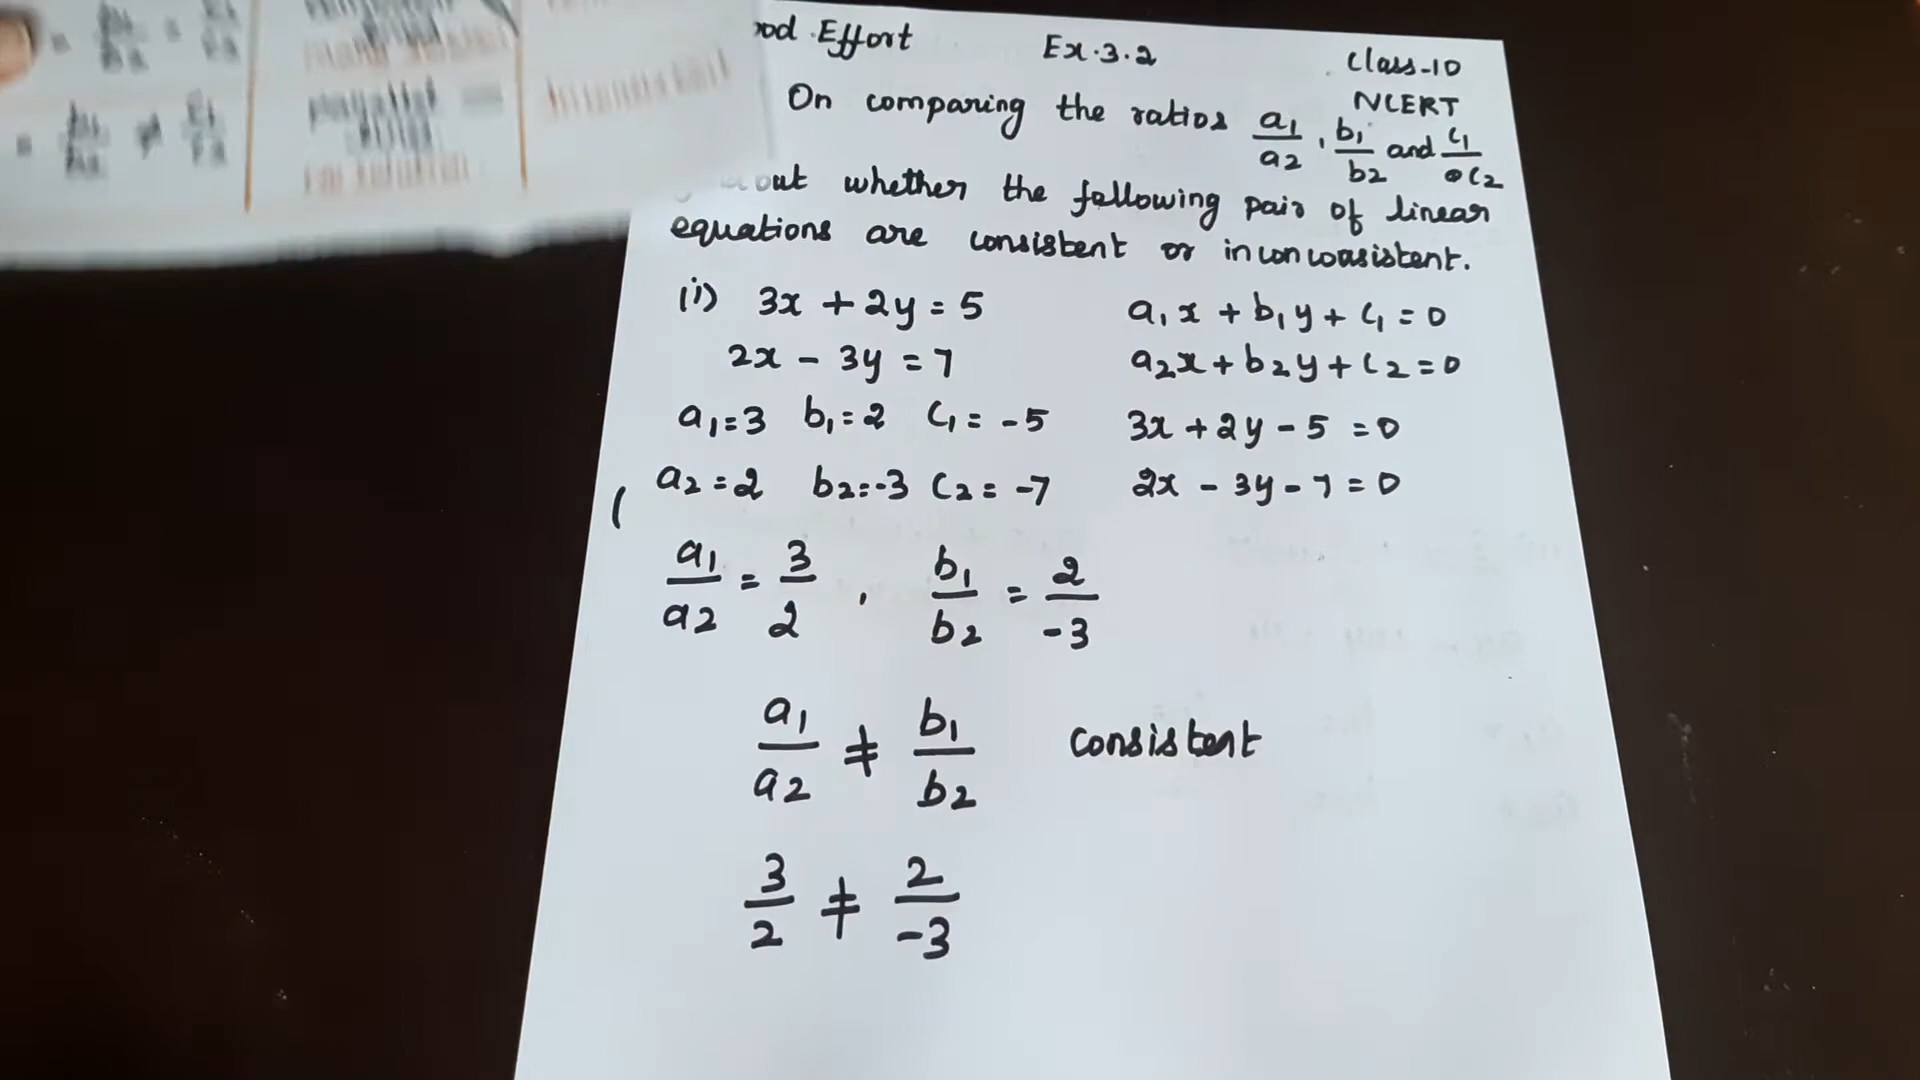 Effort Ex.3.2 Class-10
NCERT
On comparing the ratios a1/a2, b1/b2 and c1/c2
out whether the following pair of linear
equations are consistent or inconconsistent.
(i) 3x + 2y = 5 a1x + b1y + c1 = 0
2x - 3y = 7 a2x + b2y + c2 = 0
a1=3 b1=2 c1= -5 3x + 2y - 5 = 0
a2=2 b2=-3 c2= -7 2x - 3y - 7 = 0
a1/a2 = 3/2 , b1/b2 = 2/-3
a1/a2 ≠ b1/b2 consistent
3/2 ≠ 2/-3